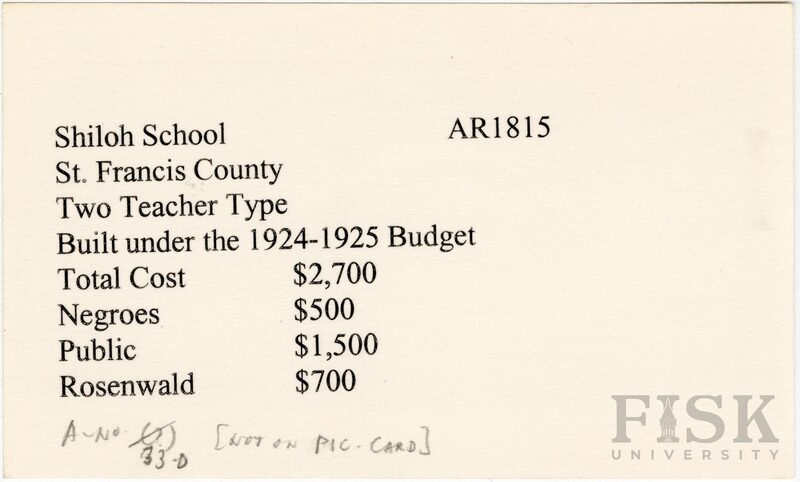 Shiloh School AR1815
St. Francis County
Two Teacher Type
Built under the 1924-1925 Budget
Total Cost $2,700
Negroes $500
Public $1,500
Rosenwald $700
A-No. [NOT ON PIC-CARD]
33-D
FISK
UNIVERSITY